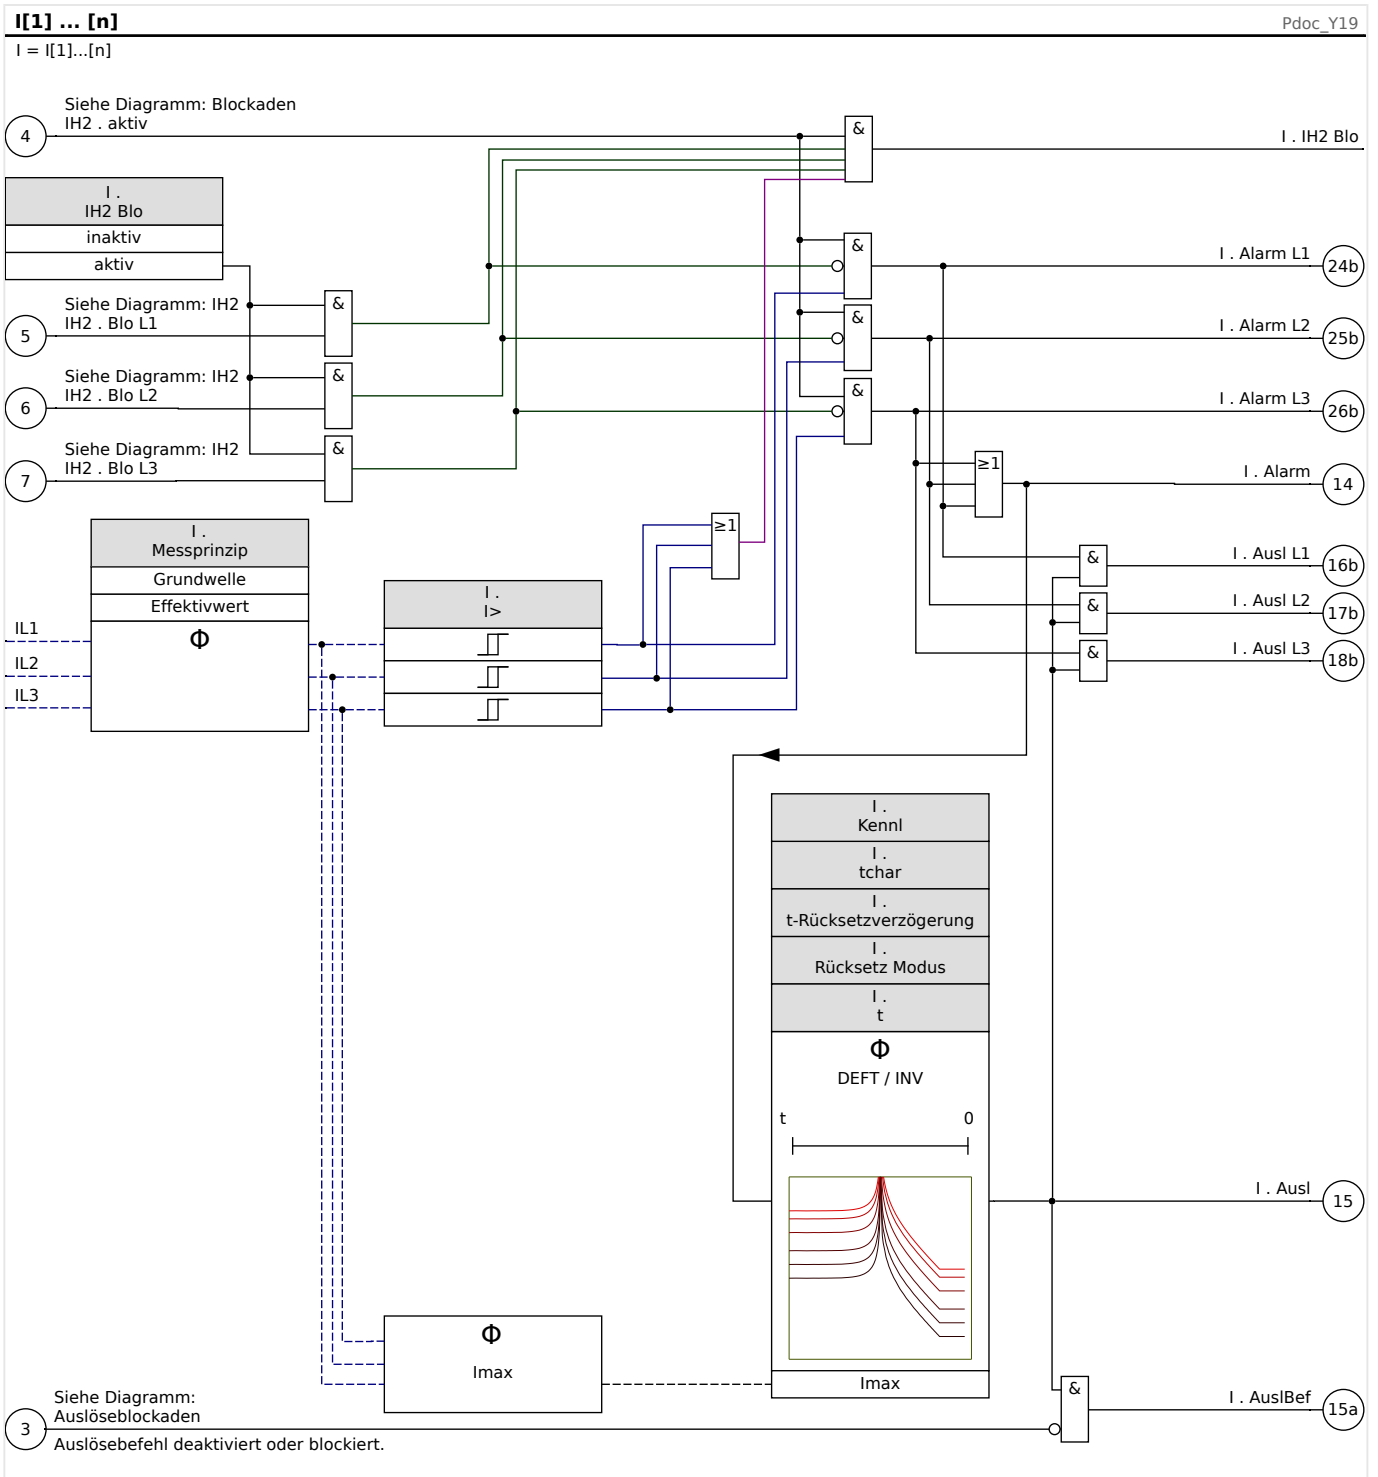 I[1] ... [n]
Pdoc_Y19
I = I[1]...[n]
Siehe Diagramm: Blockaden
IH2 . aktiv
4
&
I . IH2 Blo
I .
IH2 Blo
inaktiv
aktiv
&
I . Alarm L1
24b
Siehe Diagramm: IH2
IH2 . Blo L1
5
&
&
I . Alarm L2
25b
Siehe Diagramm: IH2
IH2 . Blo L2
6
&
&
I . Alarm L3
26b
Siehe Diagramm: IH2
IH2 . Blo L3
7
&
≥1
I . Alarm
14
I .
Messprinzip
Grundwelle
Effektivwert
Φ
IL1
IL2
IL3
≥1
I .
I>
&
I . Ausl L1
16b
&
I . Ausl L2
17b
&
I . Ausl L3
18b
I .
Kennl
I .
tchar
I .
t-Rücksetzverzögerung
I .
Rücksetz Modus
I .
t
Φ
DEFT / INV
t
0
I . Ausl
15
Φ
Imax
Imax
Siehe Diagramm:
Auslöseblockaden
3
Auslösebefehl deaktiviert oder blockiert.
&
I . AuslBef
15a